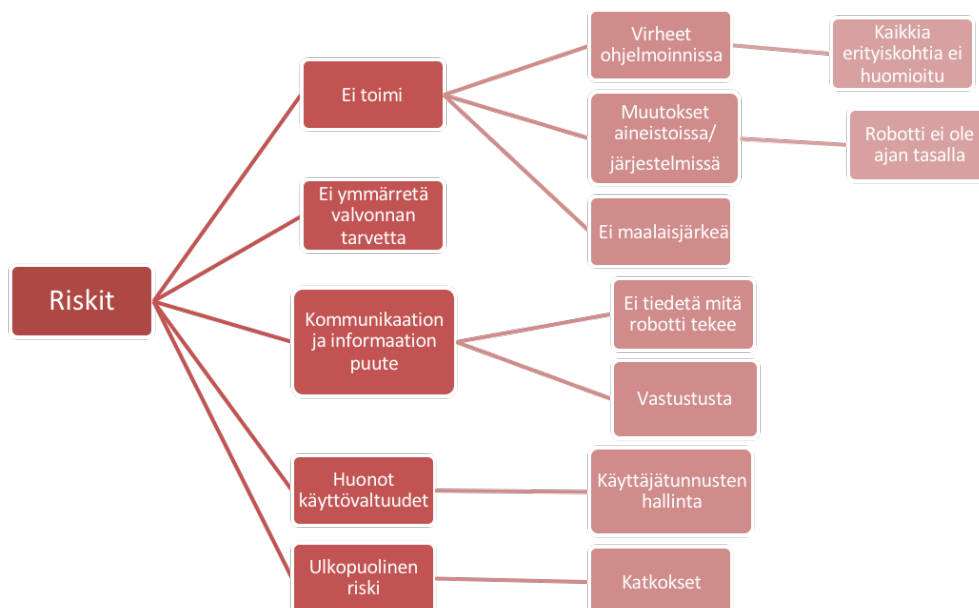 Riskit
Ei toimi
Virheet
ohjelmoinnissa
Kaikkia
erityiskohtia ei
huomioitu
Muutokset
aineistoissa/
järjestelmissä
Robotti ei ole
ajan tasalla
Ei maalaisjärkeä
Ei ymmärretä
valvonnan
tarvetta
Kommunikaation
ja informaation
puute
Ei tiedetä mitä
robotti tekee
Vastustusta
Huonot
käyttövaltuudet
Käyttäjätunnusten
hallinta
Ulkopuolinen
riski
Katkokset